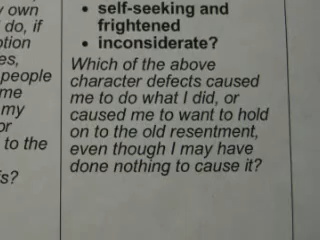 own
do, if
ption
es,
people
me
my
or
to the
s?
• self-seeking and
frightened
• inconsiderate?
Which of the above
character defects caused
me to do what I did, or
caused me to want to hold
on to the old resentment,
even though I may have
done nothing to cause it?